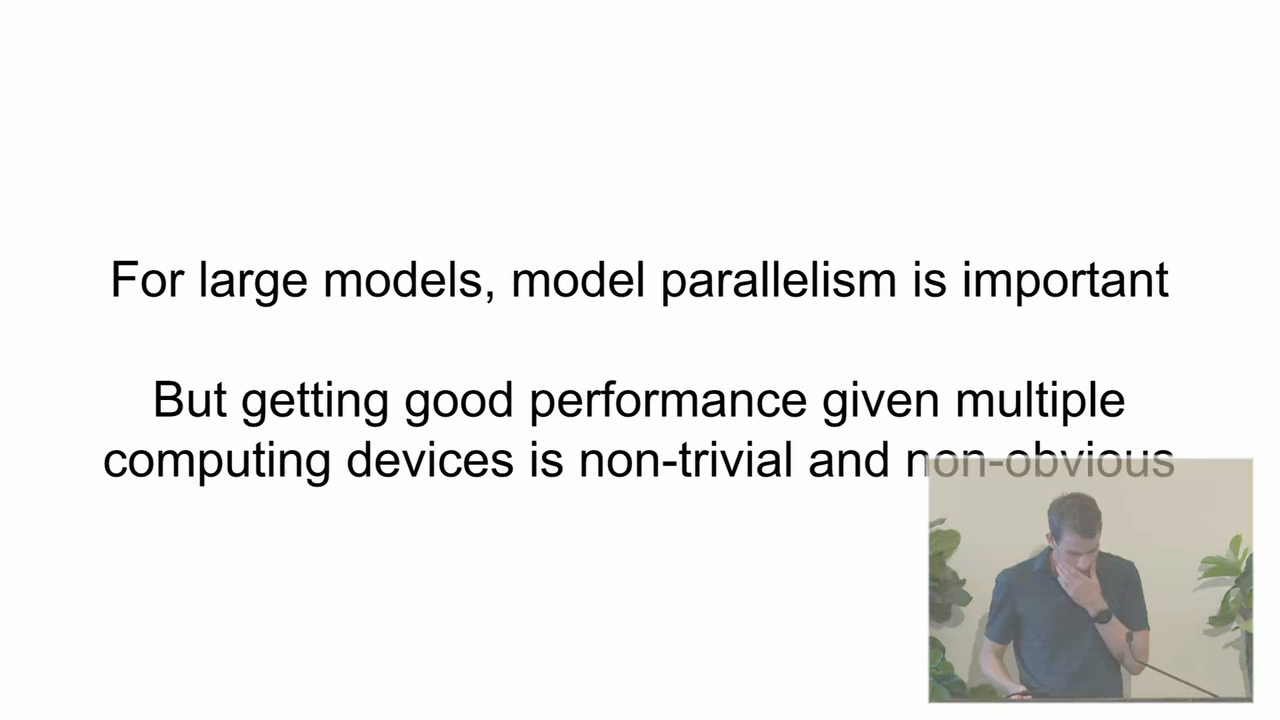 For large models, model parallelism is important
But getting good performance given multiple
computing devices is non-trivial and non-obvious